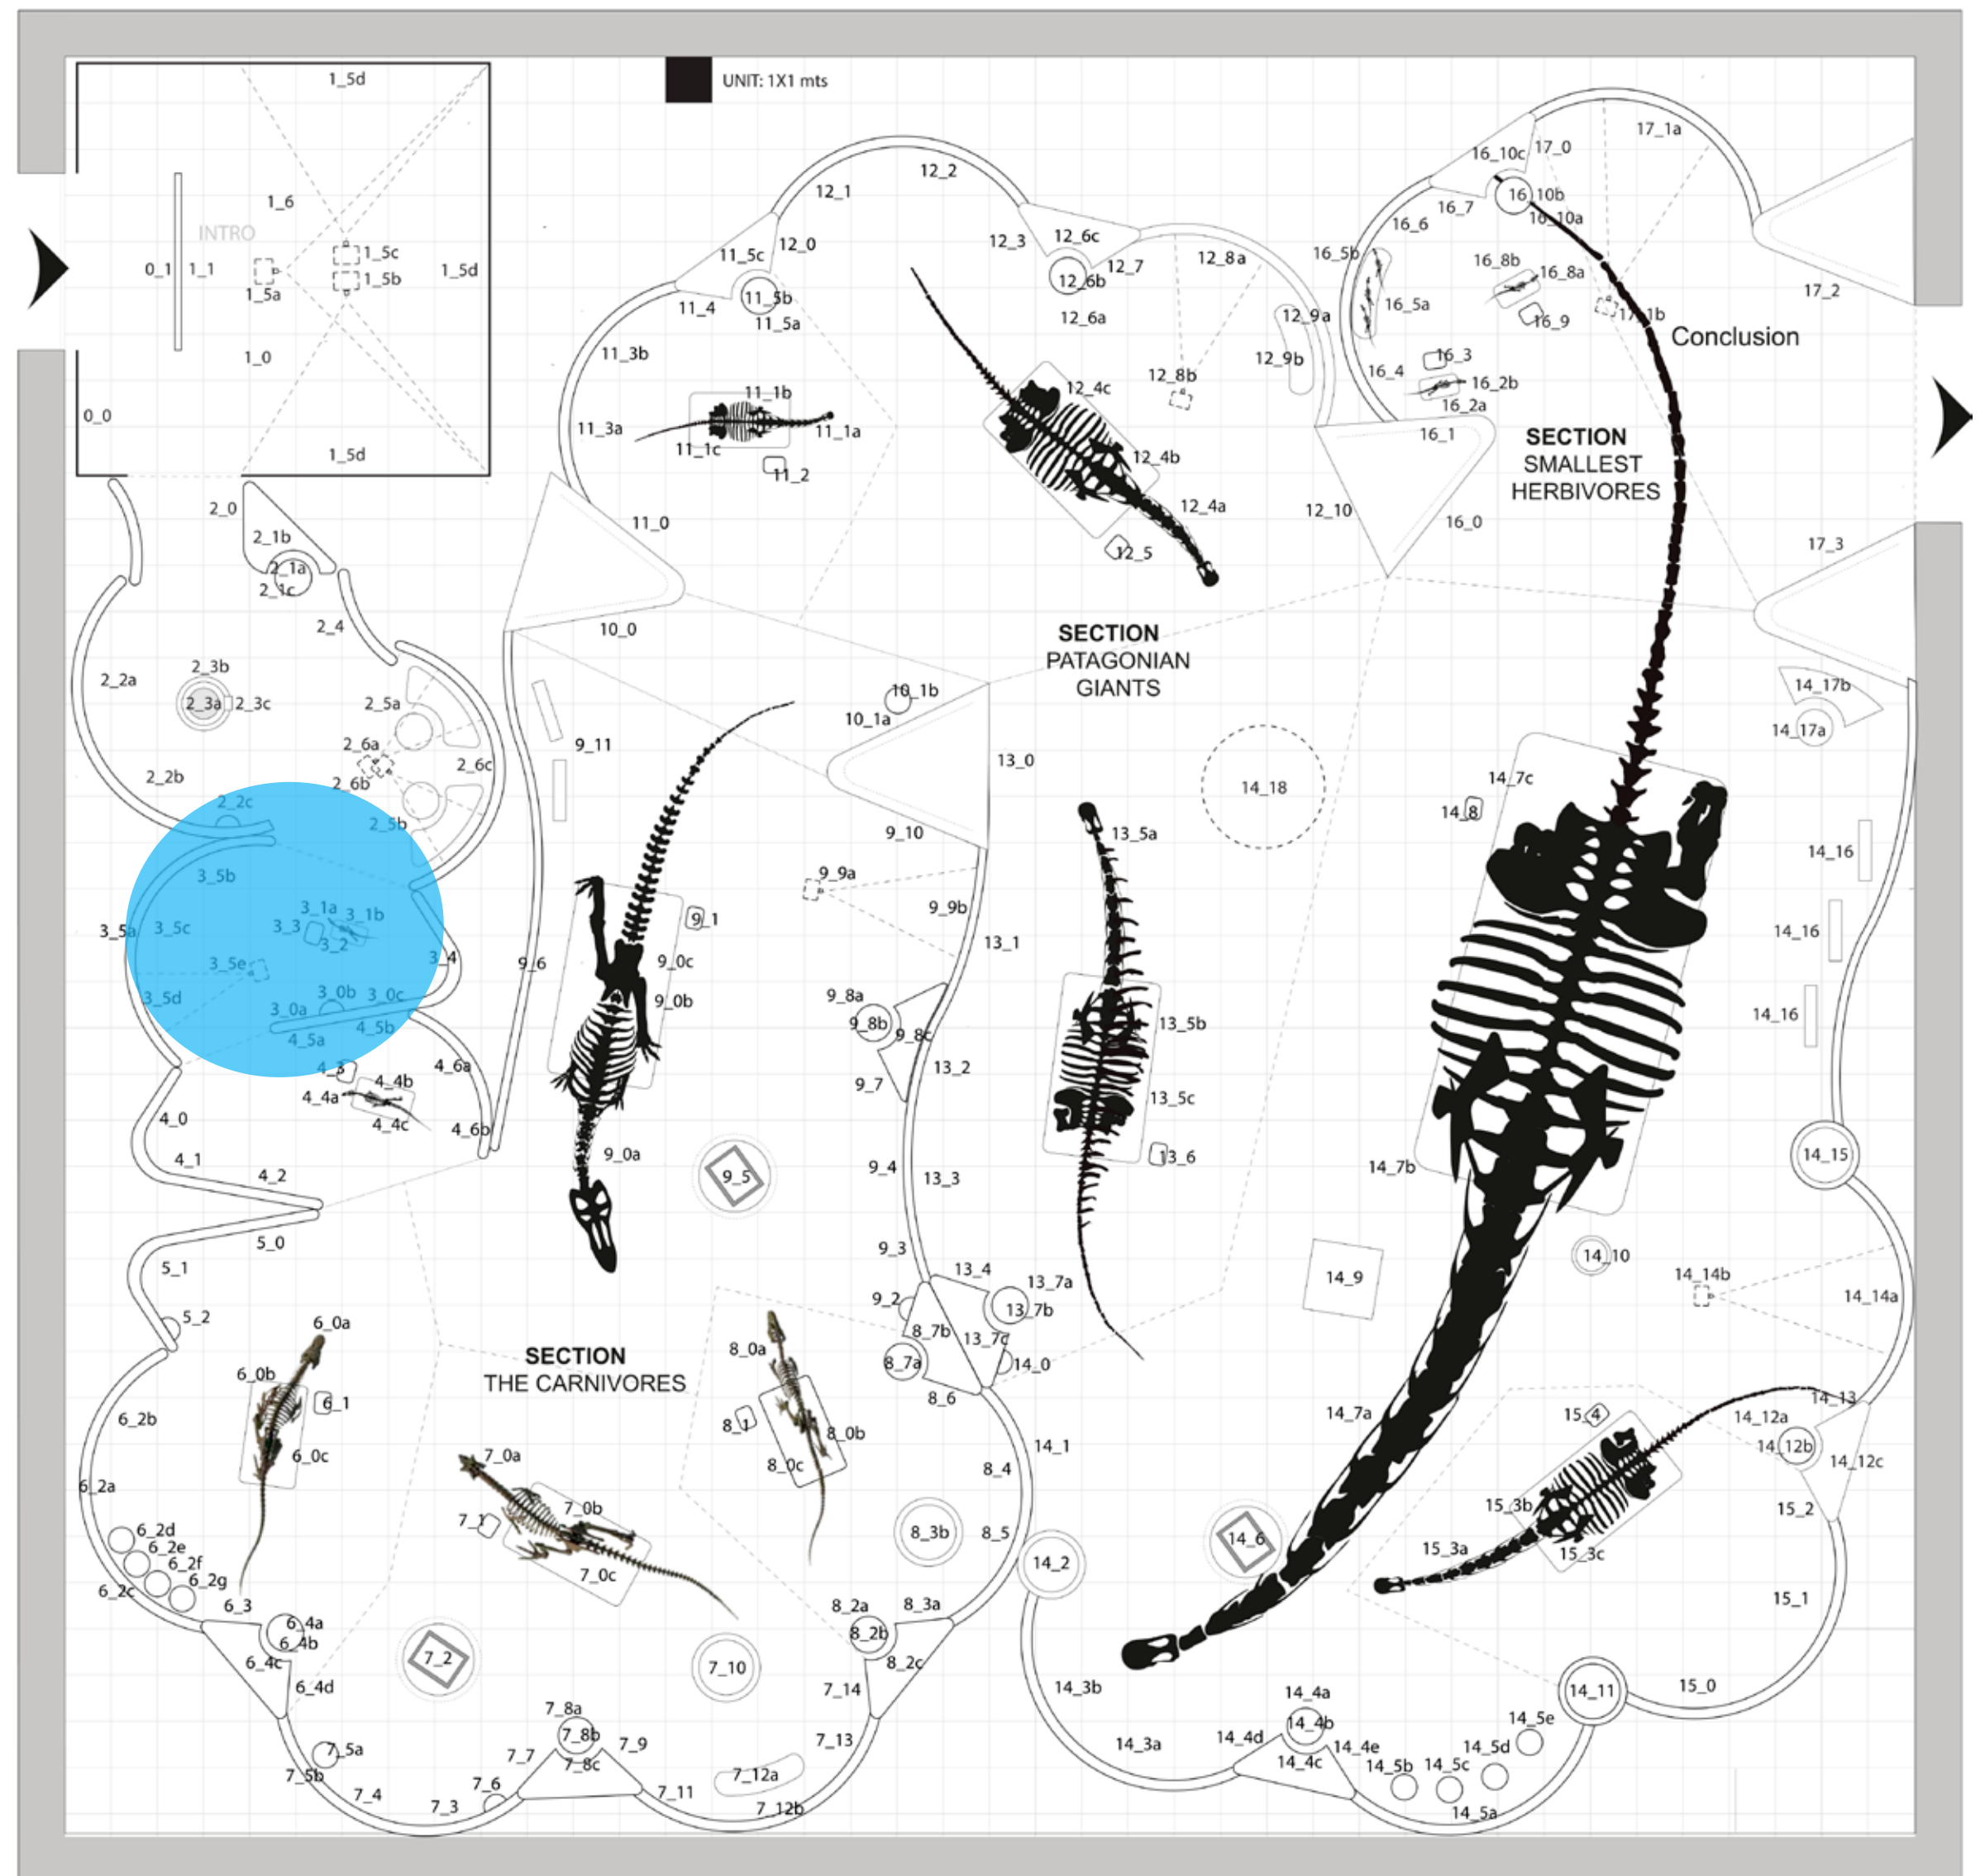 1_5d
UNIT: 1X1 mts
1_6
INTRO
0_1
1_1
1_5a
1_5c
1_5b
1_5d
1_0
0_0
1_5d
12_2
12_1
12_0
11_5c
11_5b
11_5a
11_4
11_3b
11_3a
11_1b
11_1a
11_1c
11_2
11_0
12_3
12_6c
12_6b
12_7
12_6a
12_8a
12_9a
12_9b
12_8b
12_4c
12_4b
12_4a
12_5
12_10
17_1a
17_0
16_10c
16_10b
16_10a
16_7
16_6
16_5b
16_5a
16_8b
16_8a
16_9
17_1b
17_2
Conclusion
16_3
16_4
16_2b
16_2a
16_1
SECTION
SMALLEST
HERBIVORES
16_0
17_3
2_0
2_1b
2_1a
2_1c
2_4
2_2a
2_3b
2_3a
2_3c
2_5a
2_6a
2_6b
2_6c
2_2b
2_2c
2_5b
10_0
10_1b
10_1a
9_11
9_10
SECTION
PATAGONIAN
GIANTS
13_0
14_18
13_5a
14_17b
14_17a
14_7c
14_8
14_16
14_16
14_16
3_5b
3_5a
3_5c
3_1a
3_1b
3_3
3_2
3_4
3_5e
3_5d
3_0b
3_0c
3_0a
4_5b
4_5a
4_3
4_6a
4_4b
4_4a
4_4c
4_6b
4_0
4_1
4_2
9_6
9_1
9_0c
9_0b
9_0a
9_9a
9_9b
13_1
9_8a
9_8b
9_8c
9_7
13_2
9_5
9_4
13_3
9_3
13_5b
13_5c
13_6
14_7b
14_15
5_0
5_1
5_2
9_2
13_4
13_7a
13_7b
13_7c
8_7b
8_7a
14_0
8_6
14_9
14_10
14_14b
14_14a
6_0a
6_0b
6_1
6_0c
6_2b
6_2a
6_2d
6_2e
6_2f
6_2g
6_2c
6_3
6_4a
6_4b
6_4c
6_4d
SECTION
THE CARNIVORES
7_0a
7_0b
7_1
7_0c
8_0a
8_1
8_0b
8_0c
8_4
14_1
8_3b
8_5
14_2
8_2a
8_3a
8_2b
8_2c
7_2
7_10
7_14
7_13
7_8a
7_8b
7_8c
7_7
7_9
7_5a
7_5b
7_4
7_6
7_3
7_11
7_12a
7_12b
14_7a
14_6
15_4
14_13
14_12a
14_12b
14_12c
15_3b
15_3a
15_3c
15_2
15_1
15_0
14_11
14_3b
14_3a
14_4a
14_4b
14_4d
14_4e
14_4c
14_5b
14_5c
14_5d
14_5e
14_5a